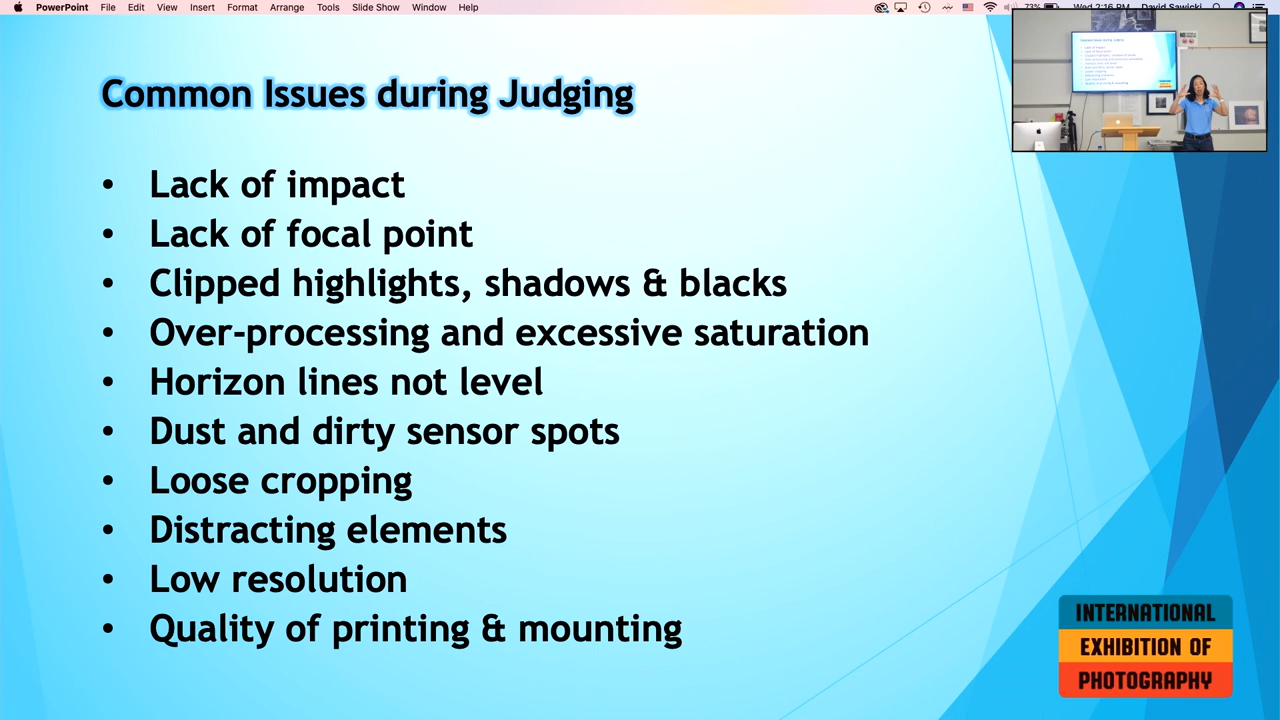 PowerPoint File Edit View Insert Format Arrange Tools Slide Show Window Help 73% Wed 2:16 PM David Sawicki
Common Issues during Judging
• Lack of impact
• Lack of focal point
• Clipped highlights, shadows & blacks
• Over-processing and excessive saturation
• Horizon lines not level
• Dust and dirty sensor spots
• Loose cropping
• Distracting elements
• Low resolution
• Quality of printing & mounting
INTERNATIONAL
EXHIBITION OF
PHOTOGRAPHY